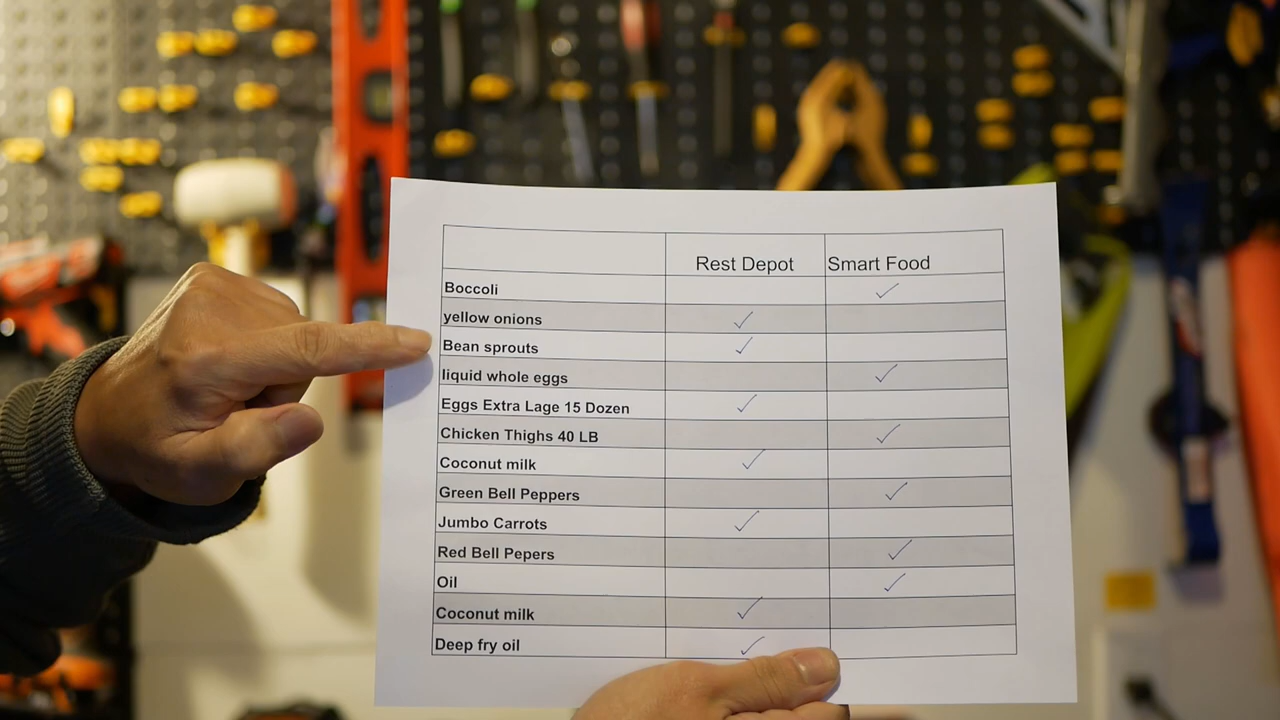 Rest Depot Smart Food
Boccoli ✓
yellow onions ✓
Bean sprouts ✓
liquid whole eggs ✓
Eggs Extra Lage 15 Dozen ✓
Chicken Thighs 40 LB ✓
Coconut milk ✓
Green Bell Peppers ✓
Jumbo Carrots ✓
Red Bell Pepers ✓
Oil ✓
Coconut milk ✓
Deep fry oil ✓